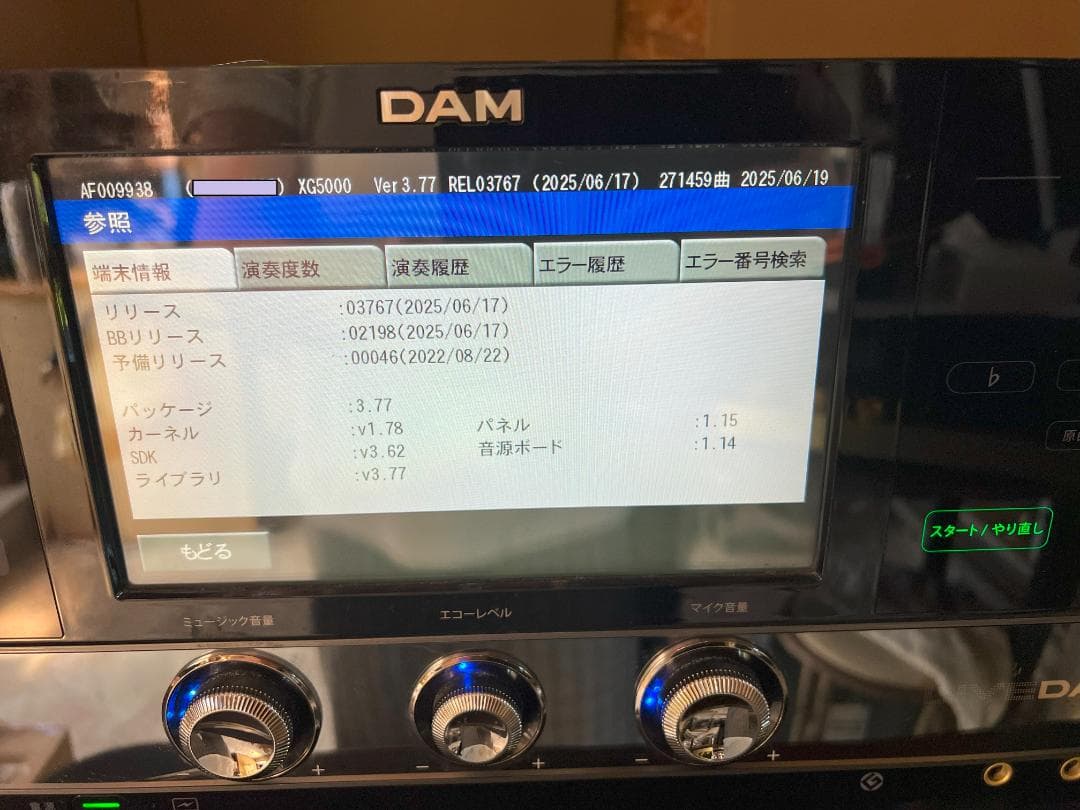 DAM
AF009938 ( ) XG5000 Ver3.77 REL03767 (2025/06/17) 271459曲 2025/06/19
参照
端末情報 演奏度数 演奏履歴 エラー履歴 エラー番号検索
リリース :03767(2025/06/17)
BBリリース :02198(2025/06/17)
予備リリース :00046(2022/08/22)
パッケージ :3.77
カーネル :v1.78 パネル :1.15
SDK :v3.62 音源ボード :1.14
ライブラリ :v3.77
もどる
♭
スタート/やり直し
ミュージック音量 エコーレベル マイク音量
+ − + − +